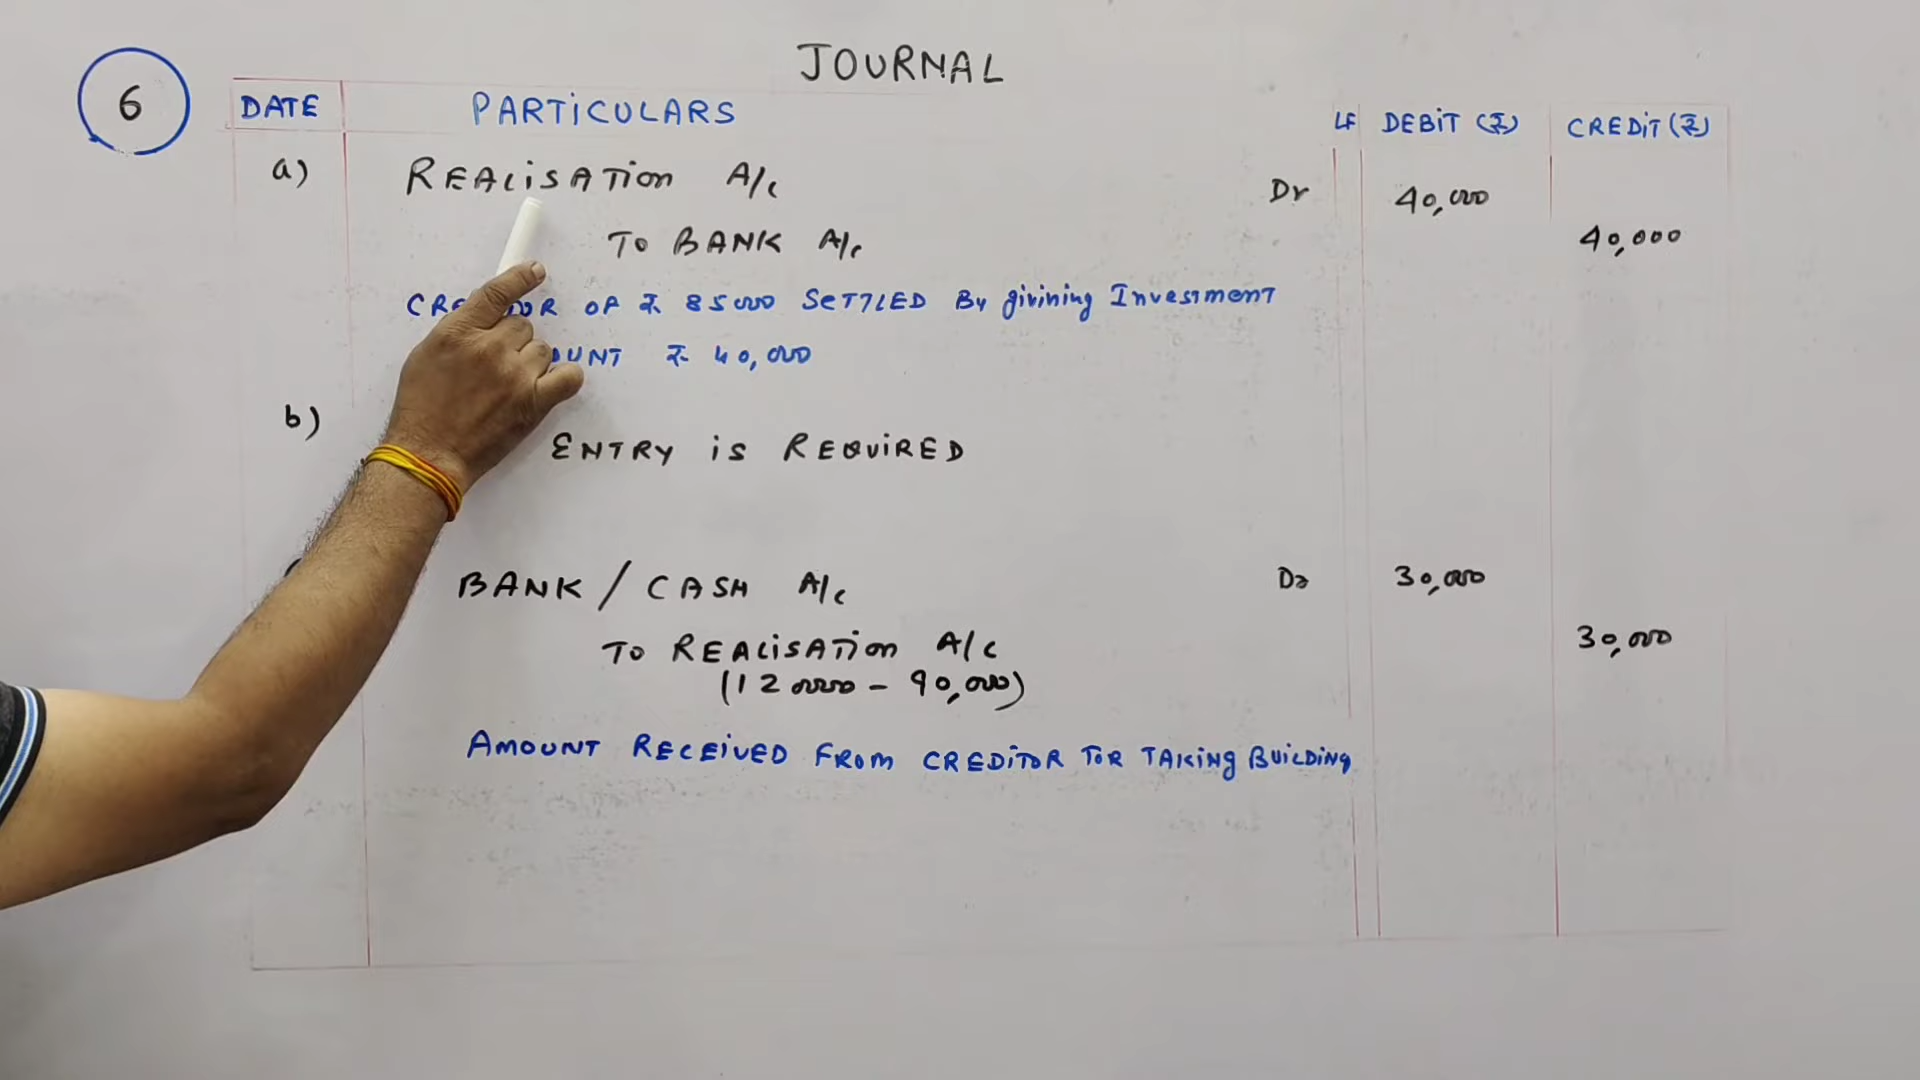 JOURNAL
6
DATE PARTICULARS LF DEBIT (₹) CREDIT (₹)
a) REALISATION A/c Dr 40,000
TO BANK A/c 40,000
OF ₹ 85000 SETTLED By givining Investment
₹ 40,000
b)
ENTRY is REQUIRED
BANK / CASH A/c Dr 30,000
TO REALISATION A/c 30,000
(120000 - 90,000)
AMOUNT RECEIVED FROM CREDITOR FOR TAKING BUILDING